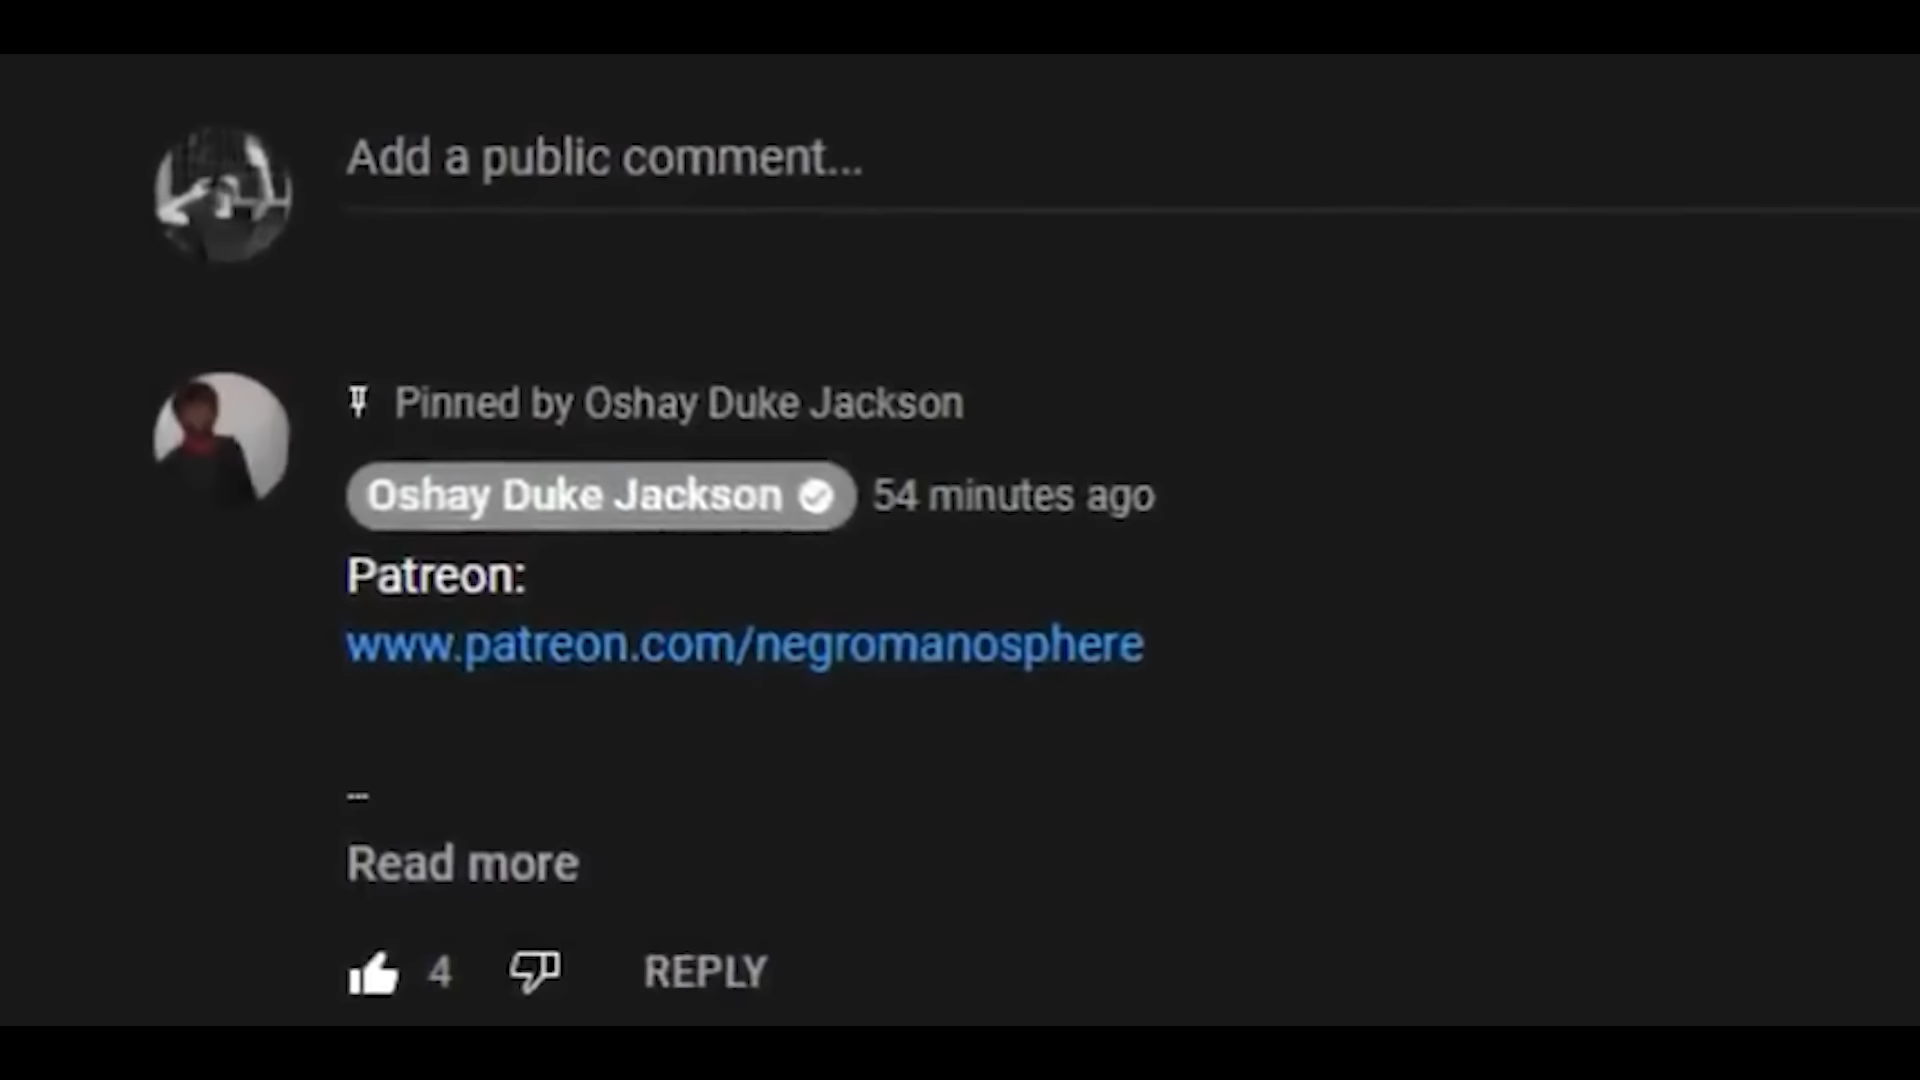 Add a public comment...
Pinned by Oshay Duke Jackson
Oshay Duke Jackson 54 minutes ago
Patreon:
www.patreon.com/negromanosphere
--
Read more
4 REPLY